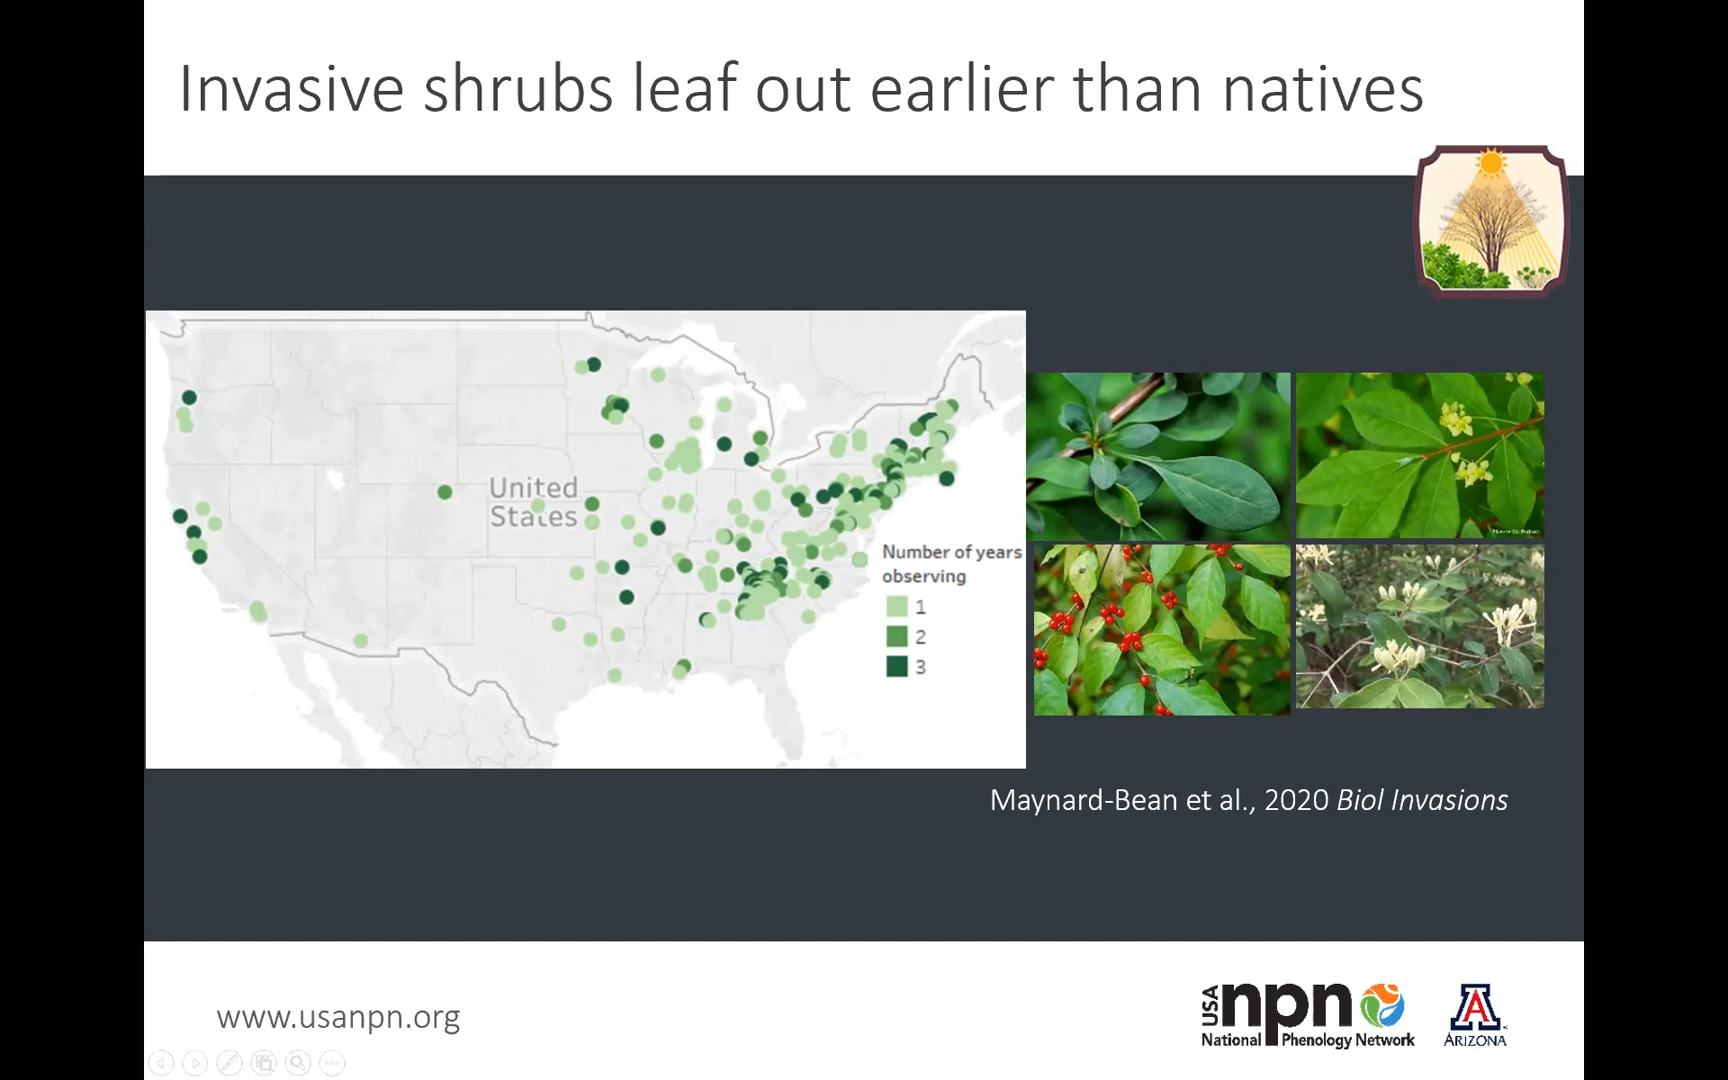 Invasive shrubs leaf out earlier than natives
United
States
Number of years
observing
1
2
3
Maynard-Bean et al., 2020 Biol Invasions
www.usanpn.org
USA npn
National Phenology Network
A
ARIZONA